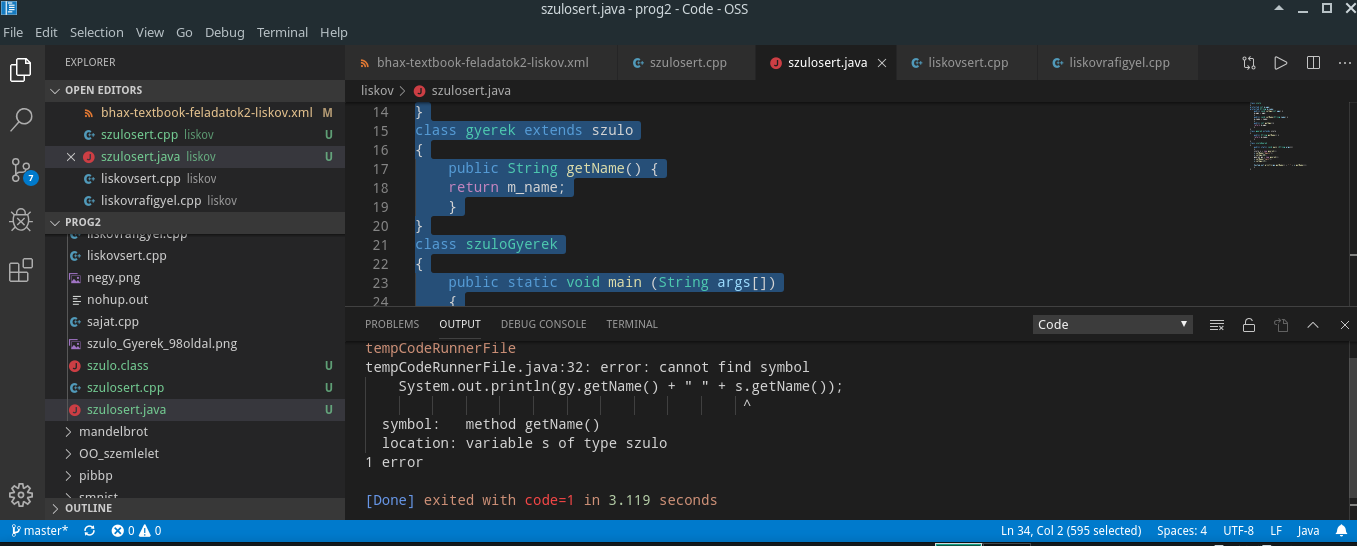 szulosert.java - prog2 - Code - OSS
File Edit Selection View Go Debug Terminal Help
EXPLORER
OPEN EDITORS
bhax-textbook-feladatok2-liskov.xml M
szulosert.cpp liskov U
szulosert.java liskov U
liskovsert.cpp liskov
liskovrafigyel.cpp liskov
PROG2
liskovrafigyel.cpp
liskovsert.cpp
negy.png
nohup.out
sajat.cpp
szulo_Gyerek_98oldal.png
szulo.class U
szulosert.cpp U
szulosert.java U
mandelbrot
OO_szemlelet
pibbp
smnist
OUTLINE
7
bhax-textbook-feladatok2-liskov.xml szulosert.cpp szulosert.java liskovsert.cpp liskovrafigyel.cpp
liskov > szulosert.java
14 }
15 class gyerek extends szulo
16 {
17 public String getName() {
18 return m_name;
19 }
20 }
21 class szuloGyerek
22 {
23 public static void main (String args[])
24 {
PROBLEMS OUTPUT DEBUG CONSOLE TERMINAL Code
tempCodeRunnerFile
tempCodeRunnerFile.java:32: error: cannot find symbol
System.out.println(gy.getName() + " " + s.getName());
^
symbol: method getName()
location: variable s of type szulo
1 error
[Done] exited with code=1 in 3.119 seconds
master* 0 0 Ln 34, Col 2 (595 selected) Spaces: 4 UTF-8 LF Java